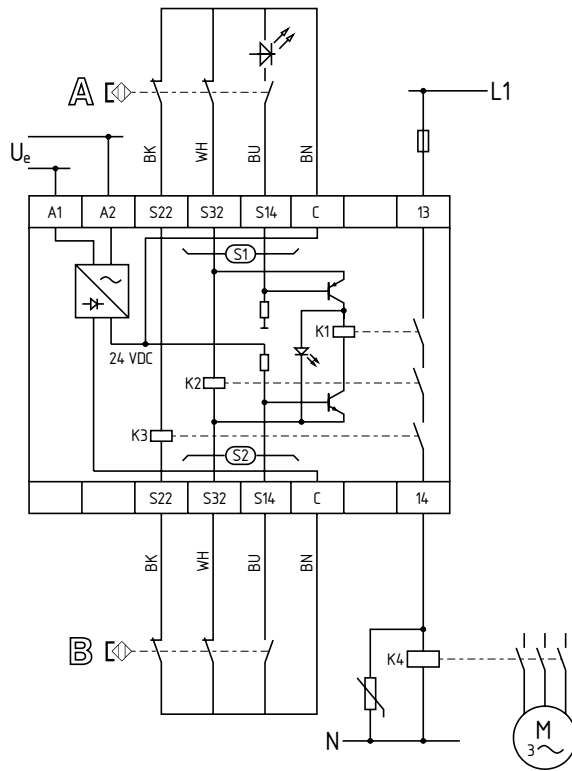 A
BK
WH
BU
BN
L1
Ue
A1 A2 S22 S32 S14 C 13
S1
K1
24 VDC
K2
K3
S2
S22 S32 S14 C 14
BK
WH
BU
BN
B
K4
M
3
N